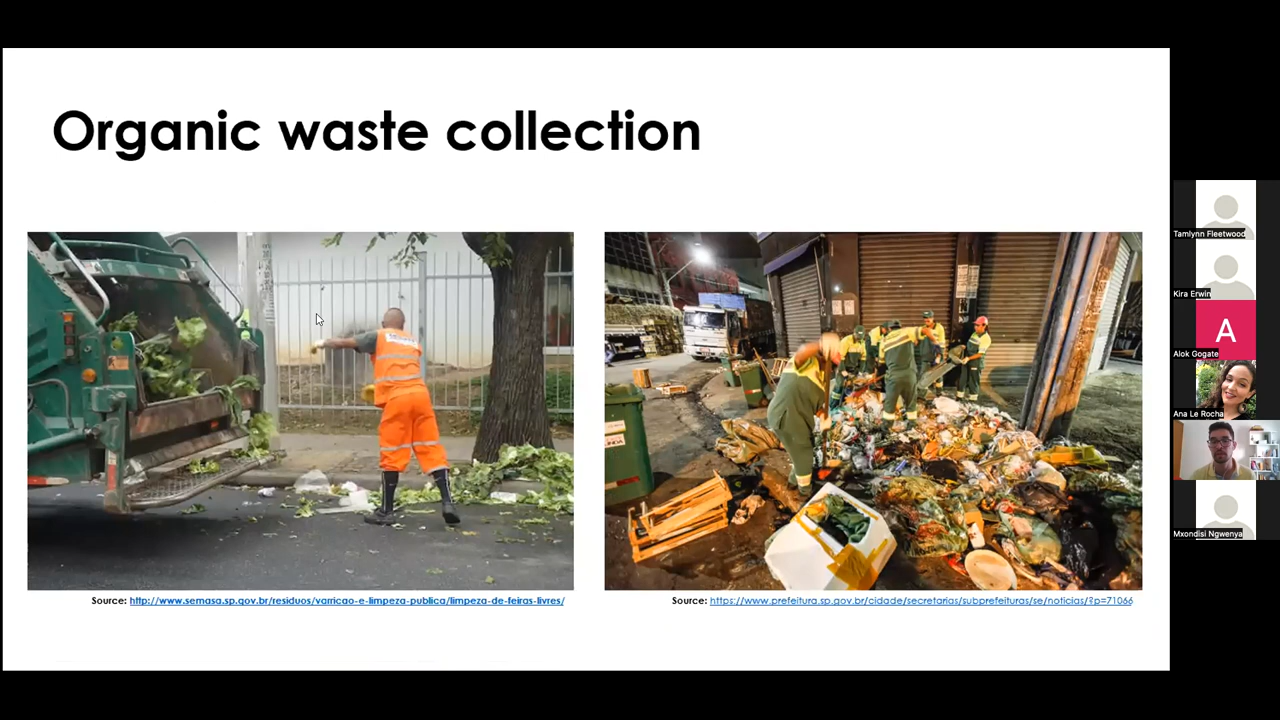 Organic waste collection
Source: http://www.semasa.sp.gov.br/residuos/varricao-e-limpeza-publica/limpeza-de-feiras-livres/
Source: https://www.prefeitura.sp.gov.br/cidade/secretarias/subprefeituras/se/noticias/?p=71066
Tamlynn Fleetwood
Kira Erwin
A
Alok Gogate
Ana Le Rocha
Mxondisi Ngwenya